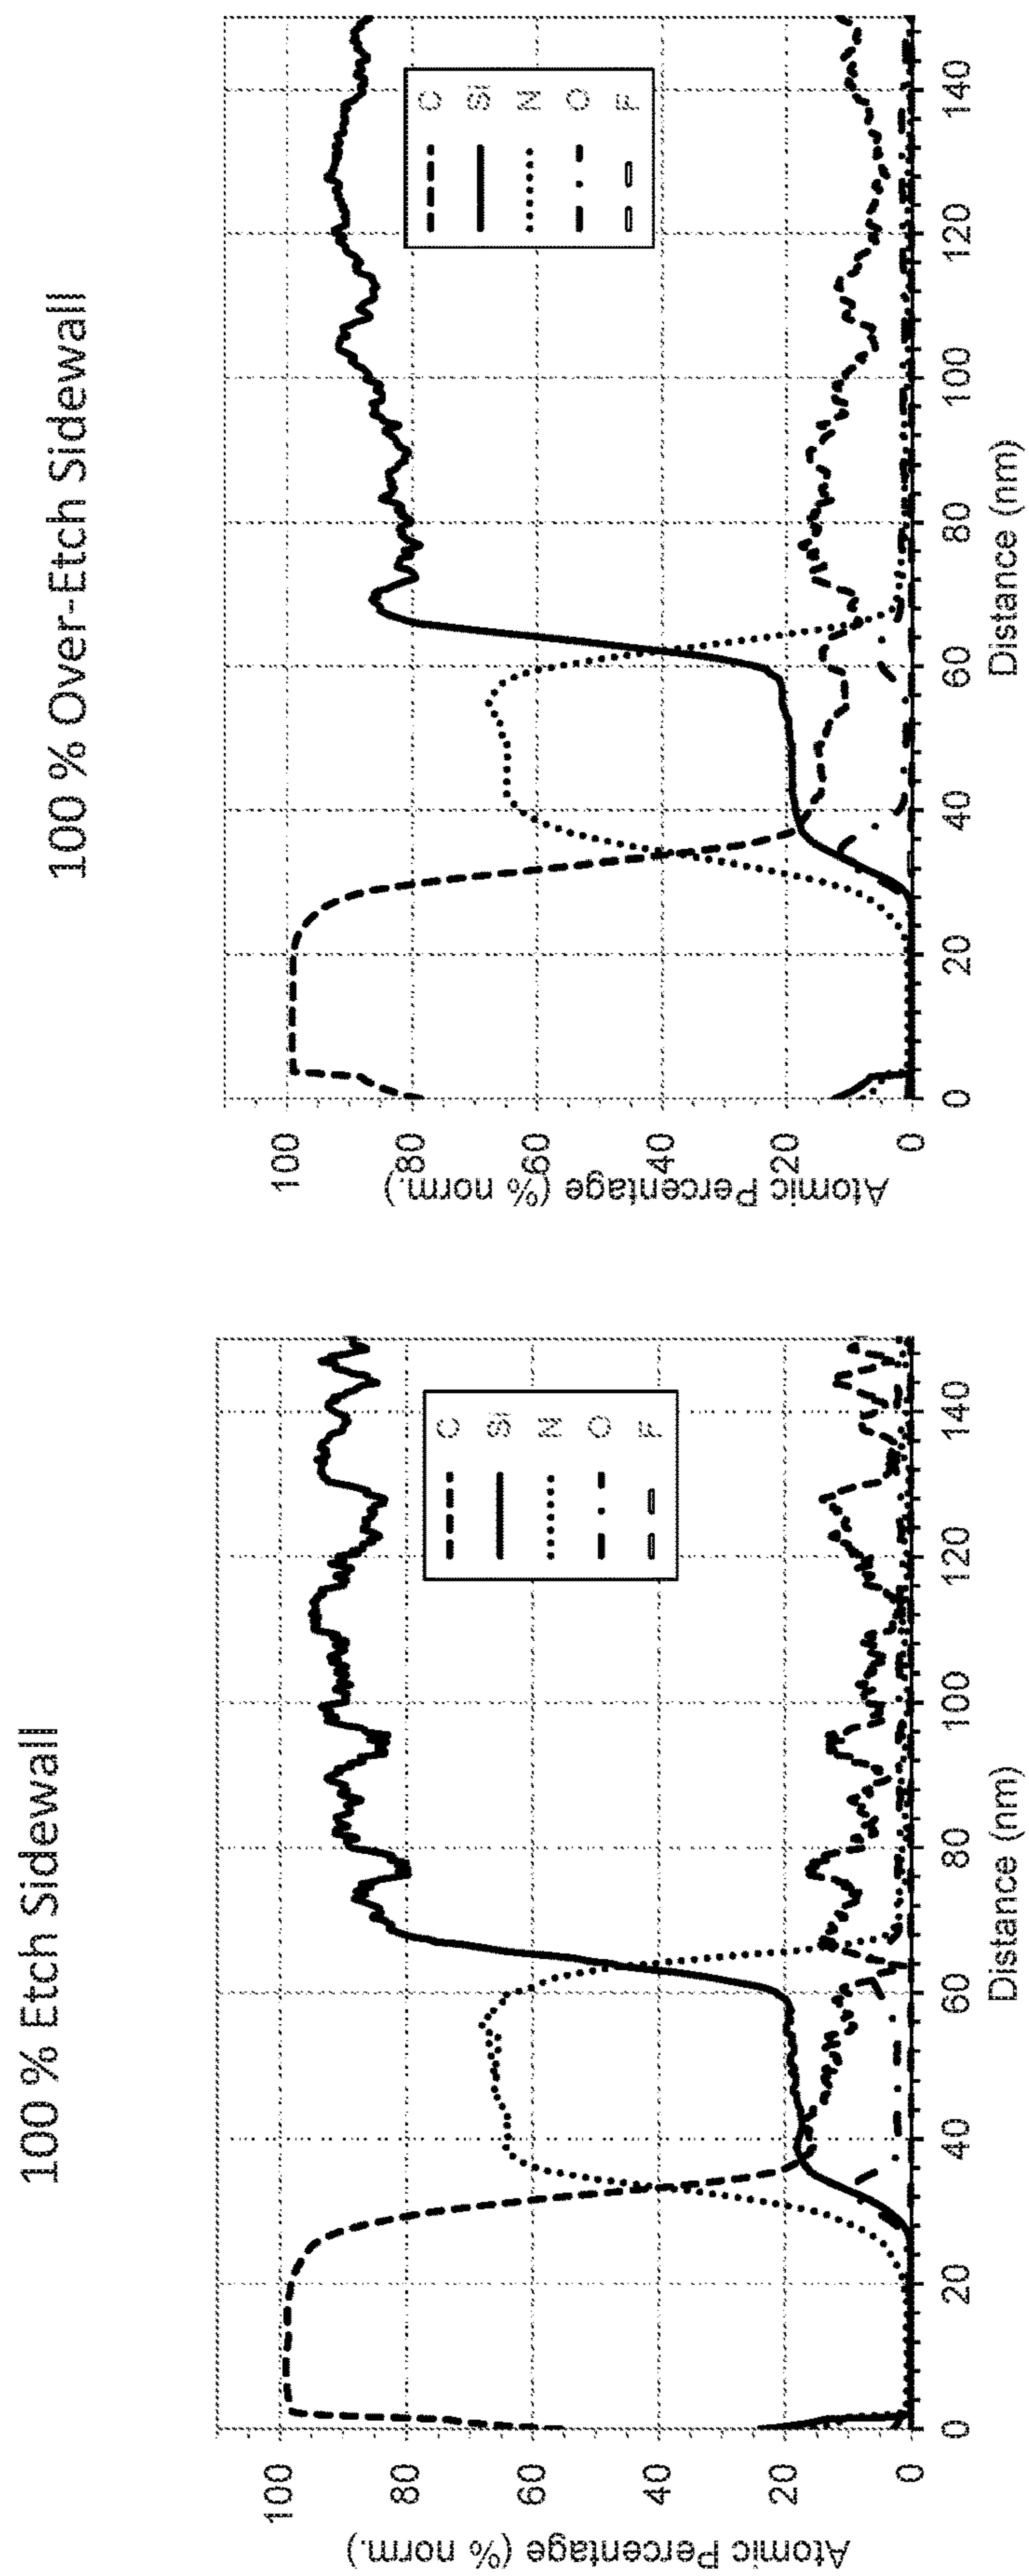 100 % Etch Sidewall
Atomic Percentage (% norm.)
100
80
60
40
20
0
C
Si
N
O
F
0
20
40
60
80
100
120
140
Distance (nm)
100 % Over-Etch Sidewall
Atomic Percentage (% norm.)
100
80
60
40
20
0
C
Si
N
O
F
0
20
40
60
80
100
120
140
Distance (nm)